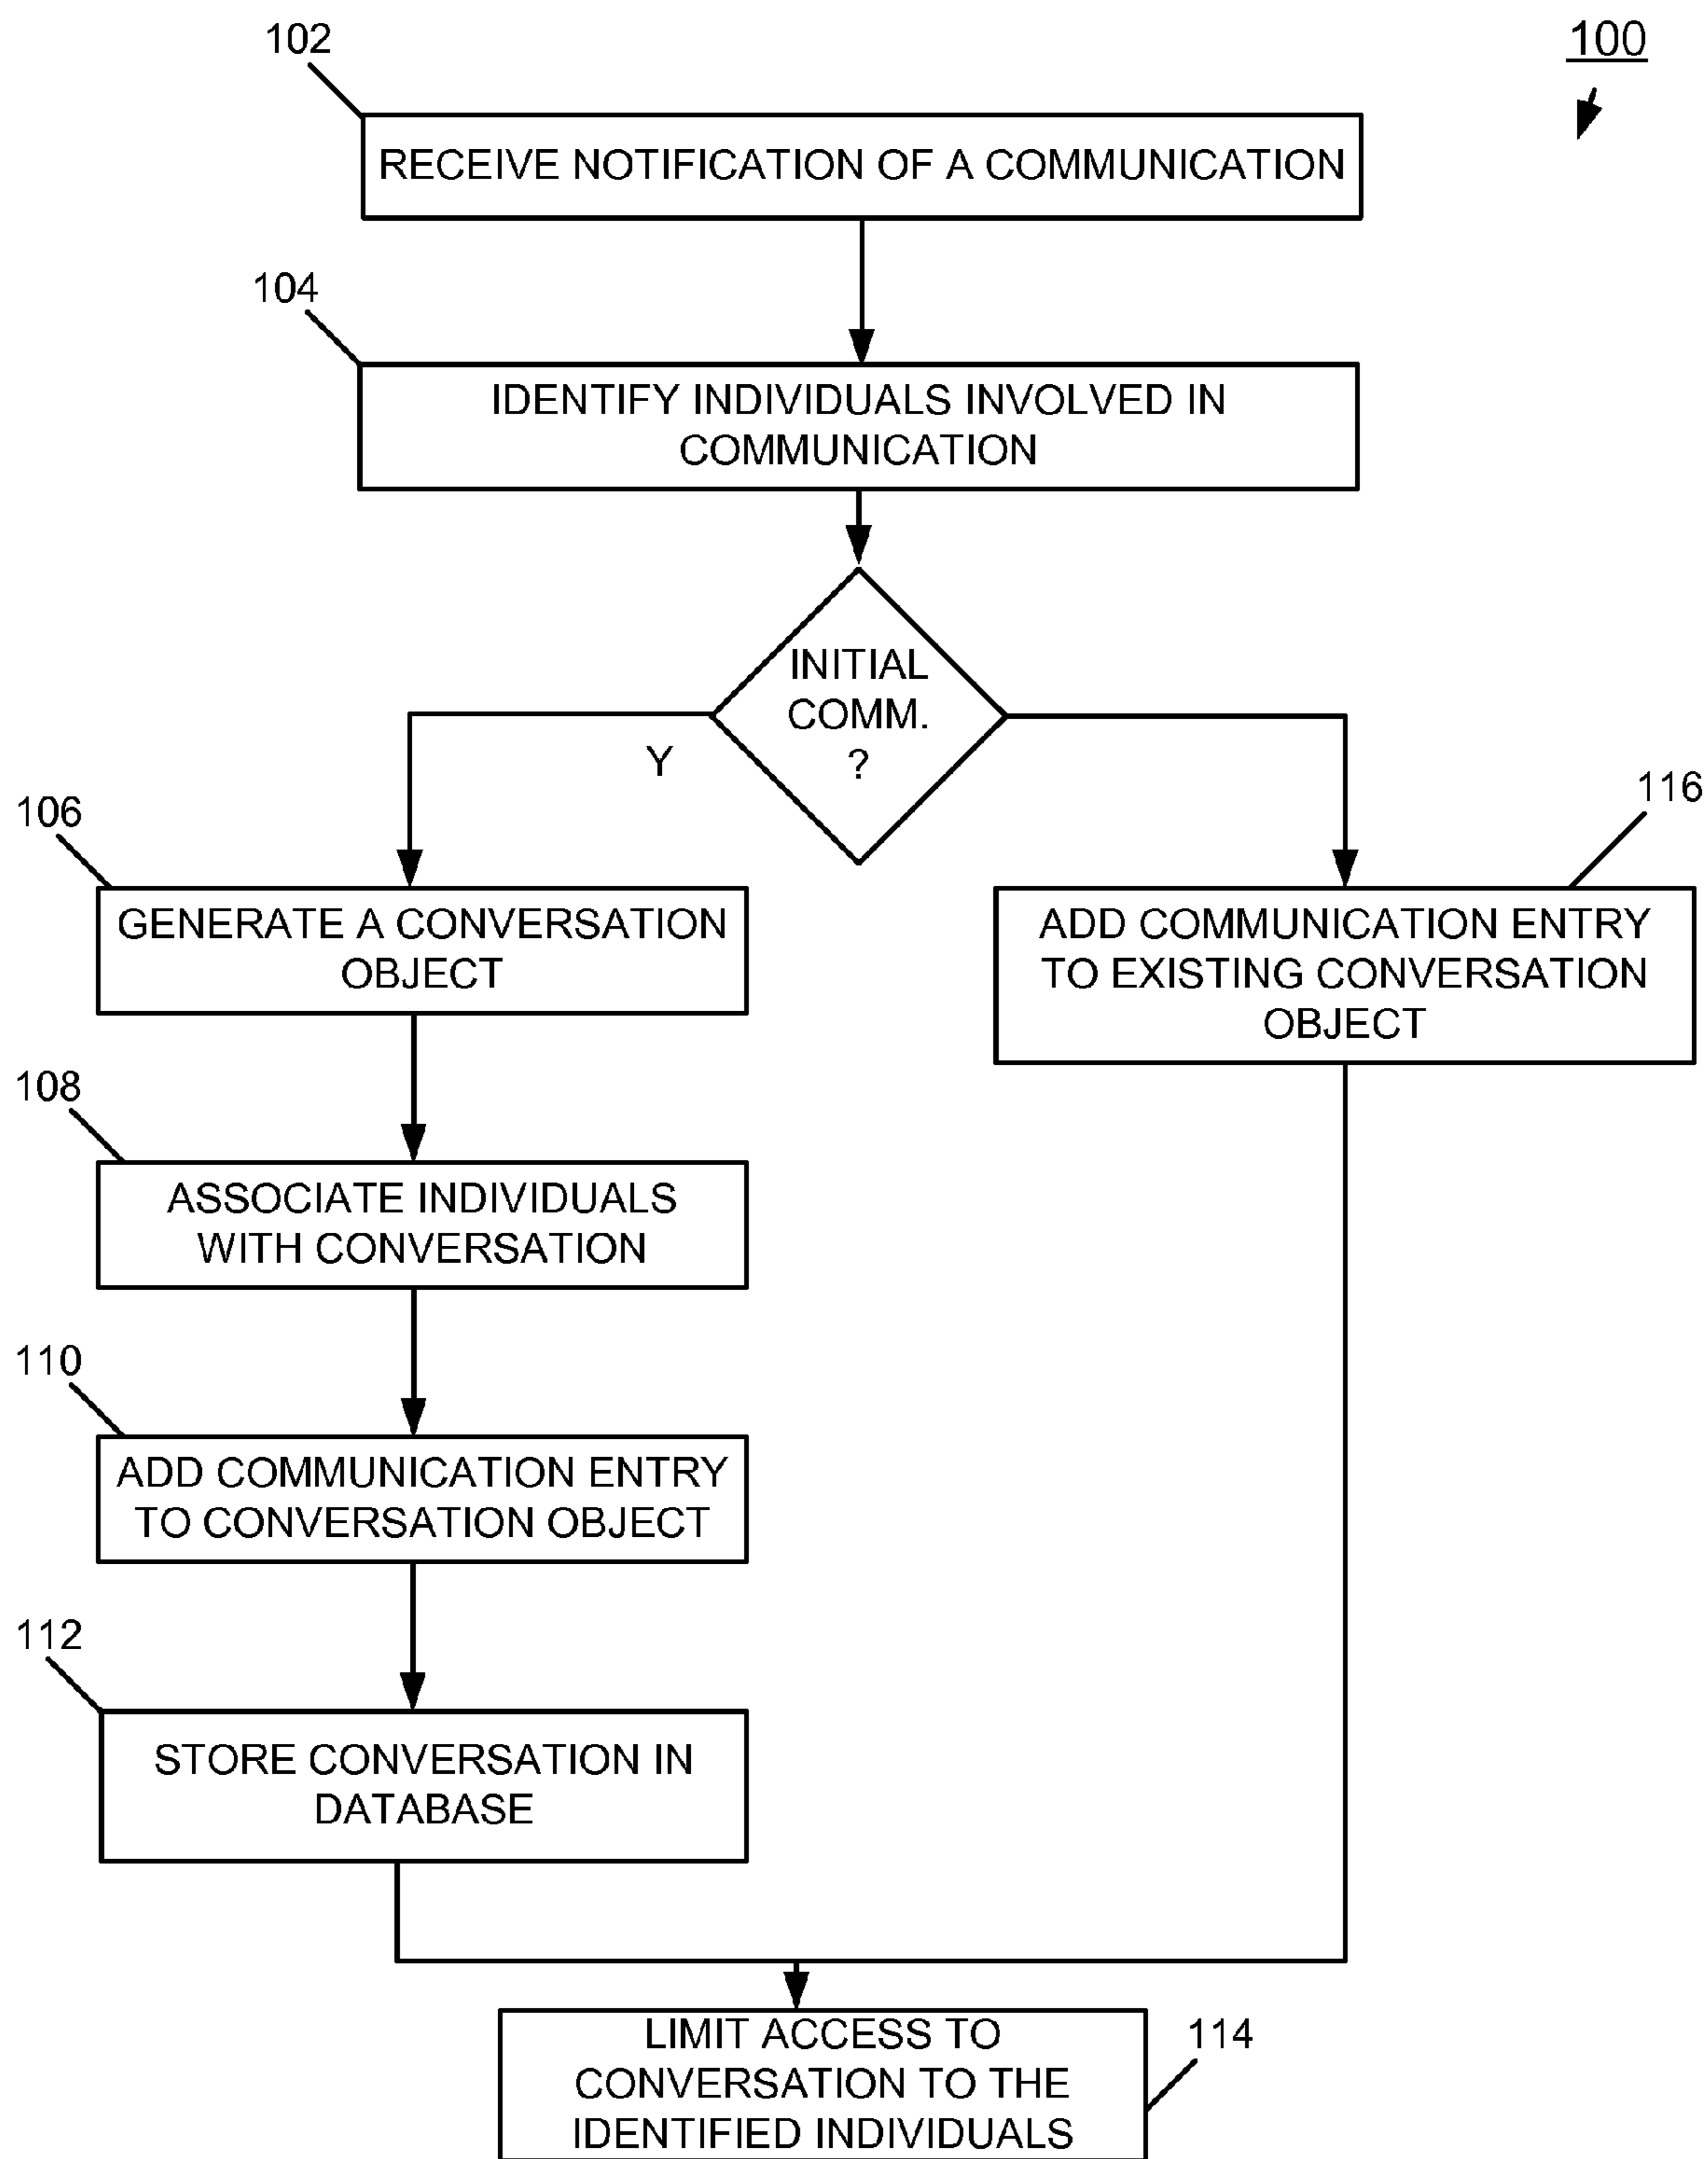 102
100
RECEIVE NOTIFICATION OF A COMMUNICATION
104
IDENTIFY INDIVIDUALS INVOLVED IN
COMMUNICATION
INITIAL
COMM.
?
Y
106
GENERATE A CONVERSATION
OBJECT
116
ADD COMMUNICATION ENTRY
TO EXISTING CONVERSATION
OBJECT
108
ASSOCIATE INDIVIDUALS
WITH CONVERSATION
110
ADD COMMUNICATION ENTRY
TO CONVERSATION OBJECT
112
STORE CONVERSATION IN
DATABASE
LIMIT ACCESS TO
CONVERSATION TO THE
IDENTIFIED INDIVIDUALS
114